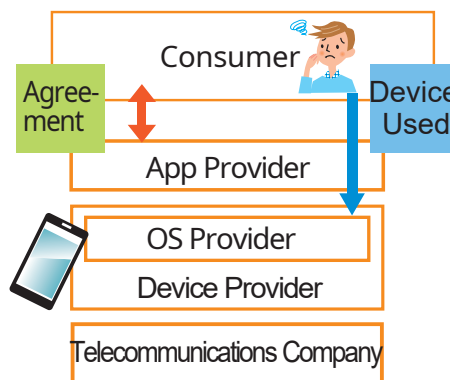 Consumer
Agree-
ment
Device
Used
App Provider
OS Provider
Device Provider
Telecommunications Company